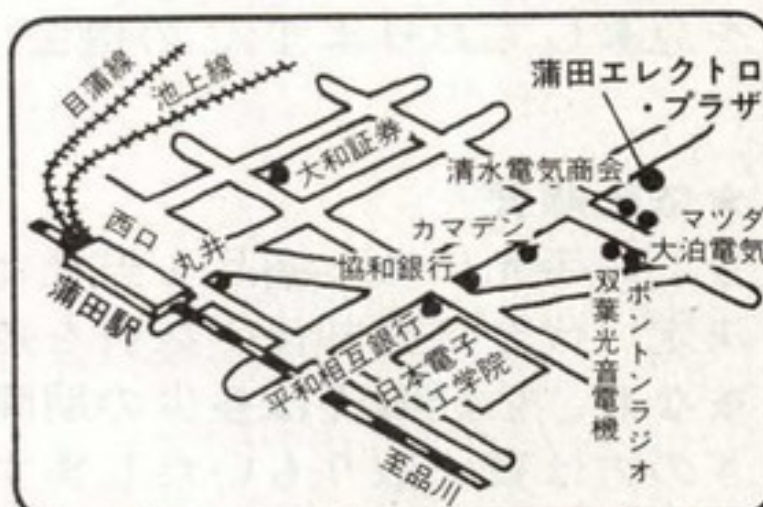 目蒲線
池上線
蒲田エレクトロ
・プラザ
大和証券
清水電気商会
西口
丸井
カマデン
マツダ
大泊電気
協和銀行
蒲田駅
平和相互銀行
日本電子
工学院
双葉光音電機
ポントンラジオ
至品川